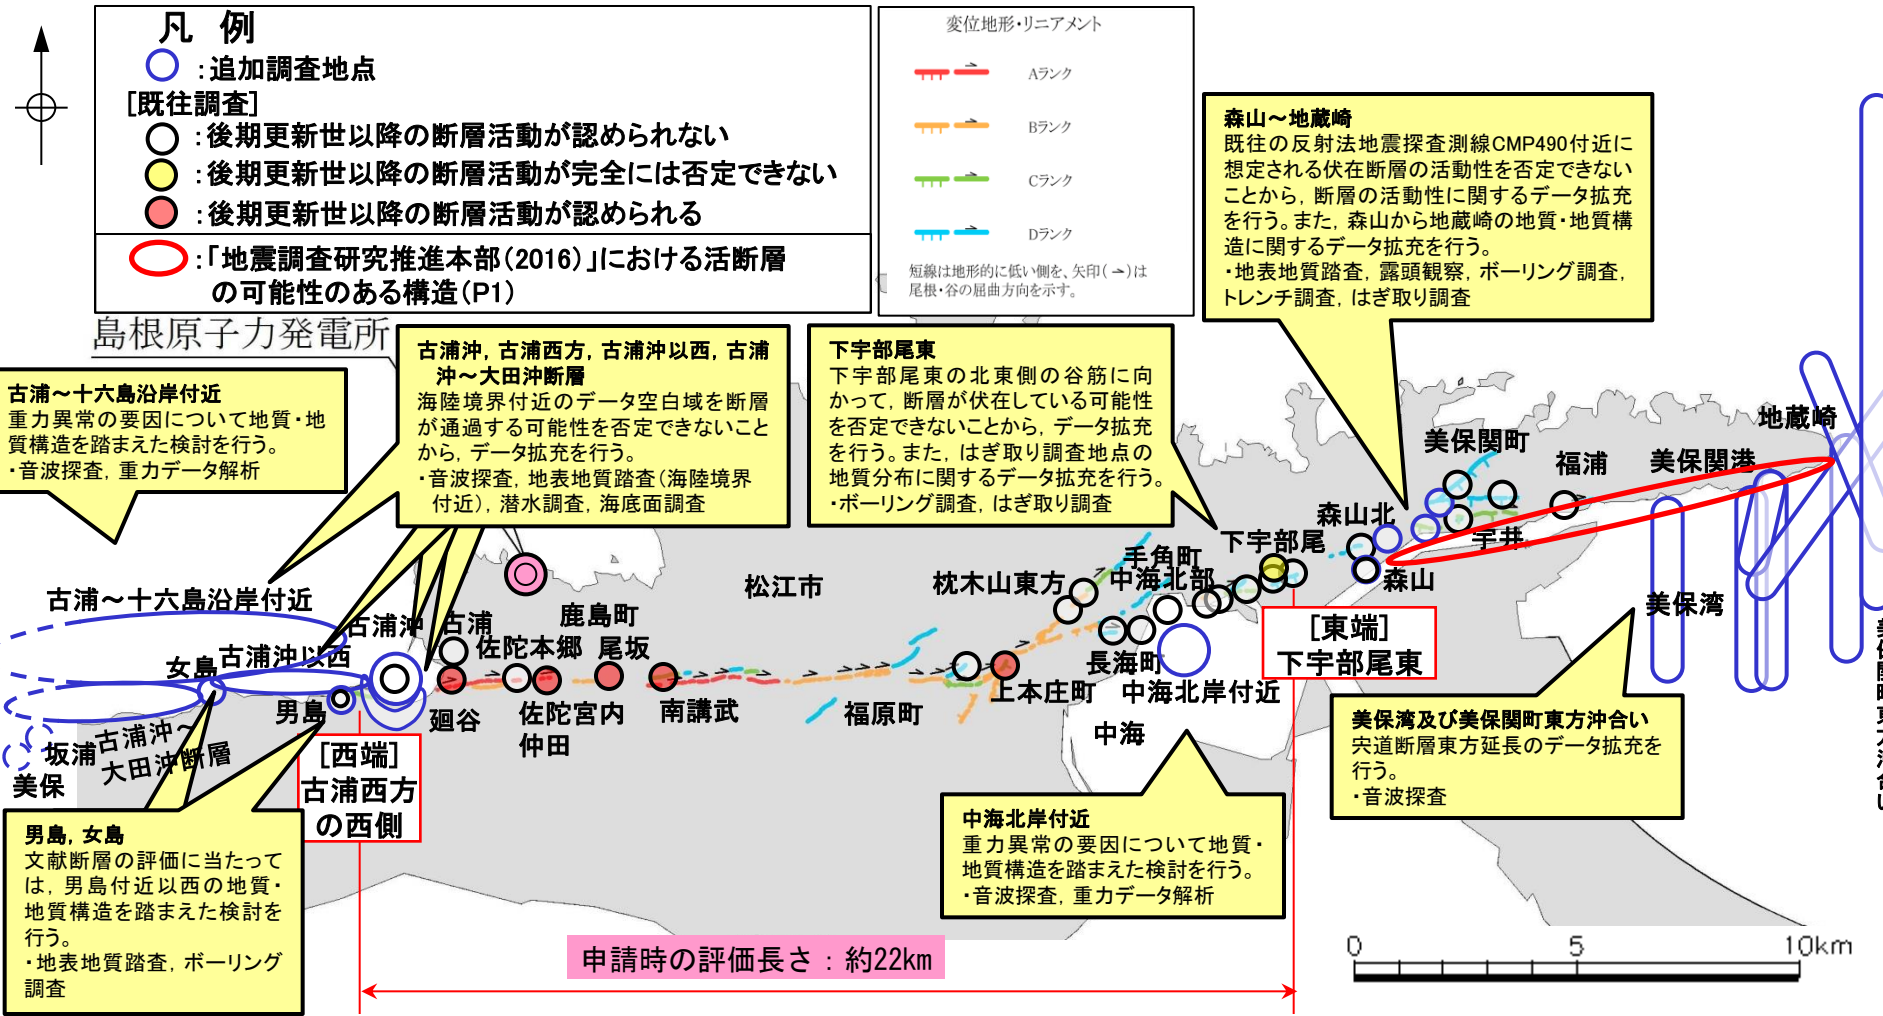 凡 例
：追加調査地点
[既往調査]
：後期更新世以降の断層活動が認められない
：後期更新世以降の断層活動が完全には否定できない
：後期更新世以降の断層活動が認められる
：「地震調査研究推進本部（2016）」における活断層
の可能性のある構造（P1）
変位地形・リニアメント
Aランク
Bランク
Cランク
Dランク
短線は地形的に低い側を、矢印（→）は
尾根・谷の屈曲方向を示す。
森山～地蔵崎
既往の反射法地震探査測線CMP490付近に
想定される伏在断層の活動性を否定できない
ことから，断層の活動性に関するデータ拡充
を行う。また，森山から地蔵崎の地質・地質構
造に関するデータ拡充を行う。
・地表地質踏査，露頭観察，ボーリング調査，
トレンチ調査，はぎ取り調査
島根原子力発電所
古浦～十六島沿岸付近
重力異常の要因について地質・地
質構造を踏まえた検討を行う。
・音波探査，重力データ解析
古浦沖，古浦西方，古浦沖以西，古浦
沖～大田沖断層
海陸境界付近のデータ空白域を断層
が通過する可能性を否定できないこと
から，データ拡充を行う。
・音波探査，地表地質踏査（海陸境界
付近），潜水調査，海底面調査
下宇部尾東
下宇部尾東の北東側の谷筋に向
かって，断層が伏在している可能性
を否定できないことから，データ拡充
を行う。また，はぎ取り調査地点の
地質分布に関するデータ拡充を行う。
・ボーリング調査，はぎ取り調査
地蔵崎
美保関町
福浦
美保関港
森山北
宇井
下宇部尾
森山
手角町
中海北部
枕木山東方
松江市
鹿島町
尾坂
古浦～十六島沿岸付近
古浦沖
古浦
佐陀本郷
女島
古浦沖以西
男島
廻谷
佐陀宮内
仲田
南講武
福原町
上本庄町
長海町
中海北岸付近
中海
美保湾
美保関町東方沖合い
坂浦
美保
古浦沖～
大田沖断層
[西端]
古浦西方
の西側
[東端]
下宇部尾東
美保湾及び美保関町東方沖合い
宍道断層東方延長のデータ拡充を
行う。
・音波探査
中海北岸付近
重力異常の要因について地質・
地質構造を踏まえた検討を行う。
・音波探査，重力データ解析
男島，女島
文献断層の評価に当たって
は，男島付近以西の地質・
地質構造を踏まえた検討を
行う。
・地表地質踏査，ボーリング
調査
申請時の評価長さ：約22km
0 5 10km